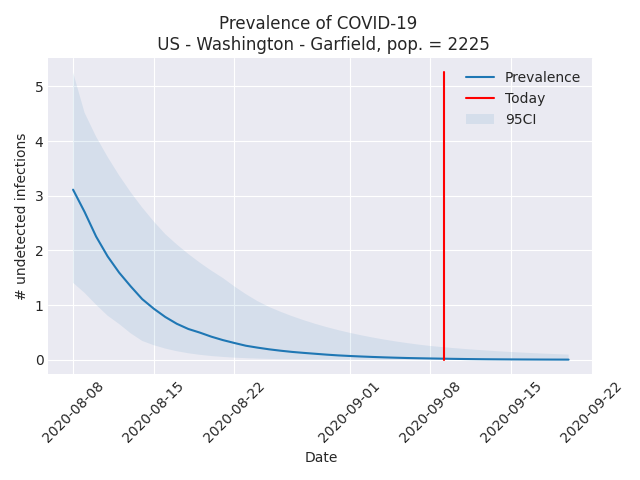 Prevalence of COVID-19
US - Washington - Garfield, pop. = 2225
Prevalence
Today
95CI
# undetected infections
5
4
3
2
1
0
2020-08-08
2020-08-15
2020-08-22
2020-09-01
2020-09-08
2020-09-15
2020-09-22
Date